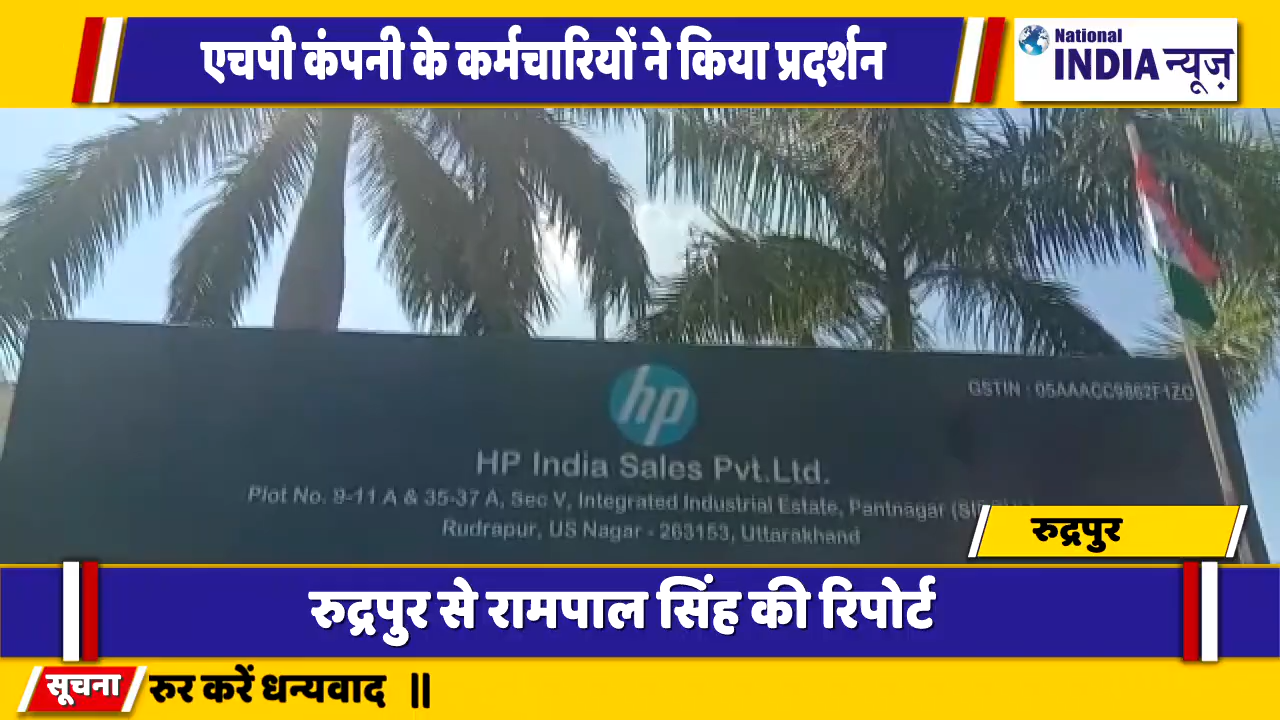 एचपी कंपनी के कर्मचारियों ने किया प्रदर्शन
National
INDIA न्यूज़
hp
GSTIN : 05AAACC9862F1ZO
HP India Sales Pvt.Ltd.
Plot No. 9-11 A & 35-37 A, Sec V, Integrated Industrial Estate, Pantnagar
Rudrapur, US Nagar - 263153, Uttarakhand
रुद्रपुर
रुद्रपुर से रामपाल सिंह की रिपोर्ट
सूचना
रुर करें धन्यवाद ||